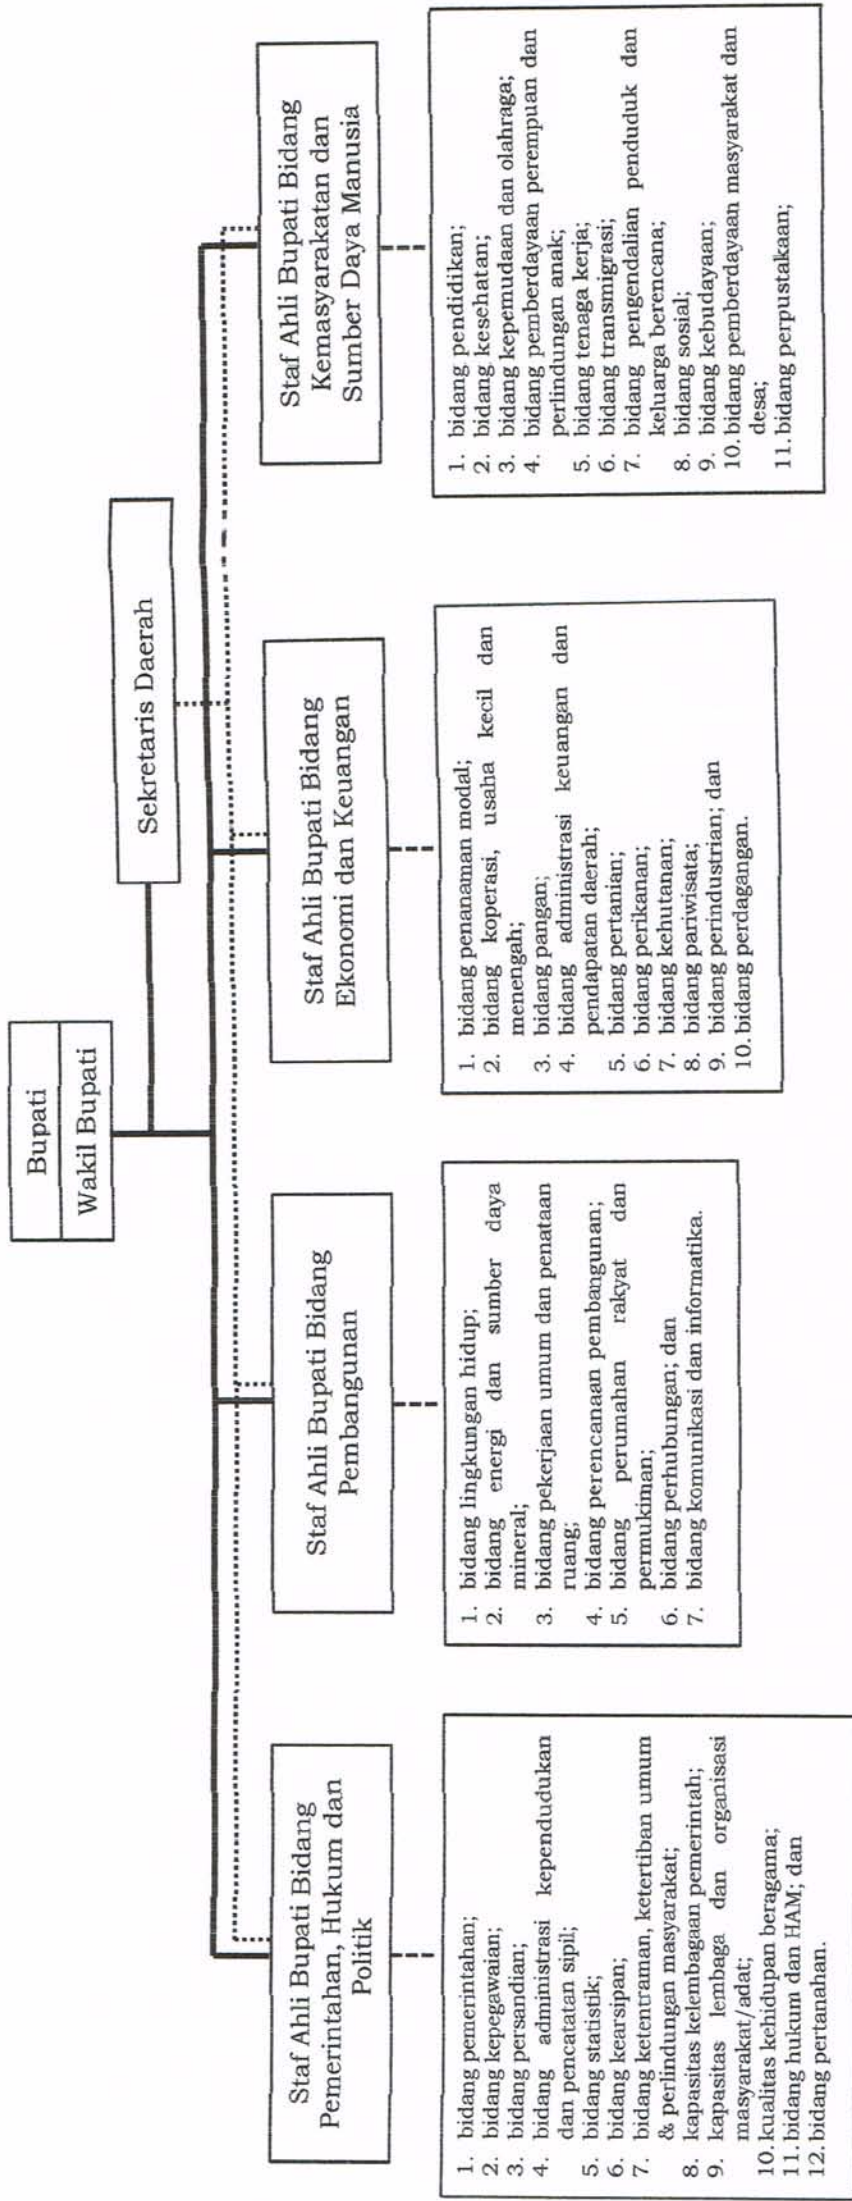 Bupati
Wakil Bupati
Sekretaris Daerah
Staf Ahli Bupati Bidang
Pemerintahan, Hukum dan
Politik
Staf Ahli Bupati Bidang
Pembangunan
Staf Ahli Bupati Bidang
Ekonomi dan Keuangan
Staf Ahli Bupati Bidang
Kemasyarakatan dan
Sumber Daya Manusia
1. bidang pemerintahan;
2. bidang kepegawaian;
3. bidang persandian;
4. bidang administrasi kependudukan
dan pencatatan sipil;
5. bidang statistik;
6. bidang kearsipan;
7. bidang ketentraman, ketertiban umum
& perlindungan masyarakat;
8. kapasitas kelembagaan pemerintah;
9. kapasitas lembaga dan organisasi
masyarakat/adat;
10. kualitas kehidupan beragama;
11. bidang hukum dan HAM; dan
12. bidang pertanahan.
1. bidang lingkungan hidup;
2. bidang energi dan sumber daya
mineral;
3. bidang pekerjaan umum dan penataan
ruang;
4. bidang perencanaan pembangunan;
5. bidang perumahan rakyat dan
permukiman;
6. bidang perhubungan; dan
7. bidang komunikasi dan informatika.
1. bidang penanaman modal;
2. bidang koperasi, usaha kecil dan
menengah;
3. bidang pangan;
4. bidang administrasi keuangan dan
pendapatan daerah;
5. bidang pertanian;
6. bidang perikanan;
7. bidang kehutanan;
8. bidang pariwisata;
9. bidang perindustrian; dan
10. bidang perdagangan.
1. bidang pendidikan;
2. bidang kesehatan;
3. bidang kepemudaan dan olahraga;
4. bidang pemberdayaan perempuan dan
perlindungan anak;
5. bidang tenaga kerja;
6. bidang transmigrasi;
7. bidang pengendalian penduduk dan
keluarga berencana;
8. bidang sosial;
9. bidang kebudayaan;
10. bidang pemberdayaan masyarakat dan
desa;
11. bidang perpustakaan;